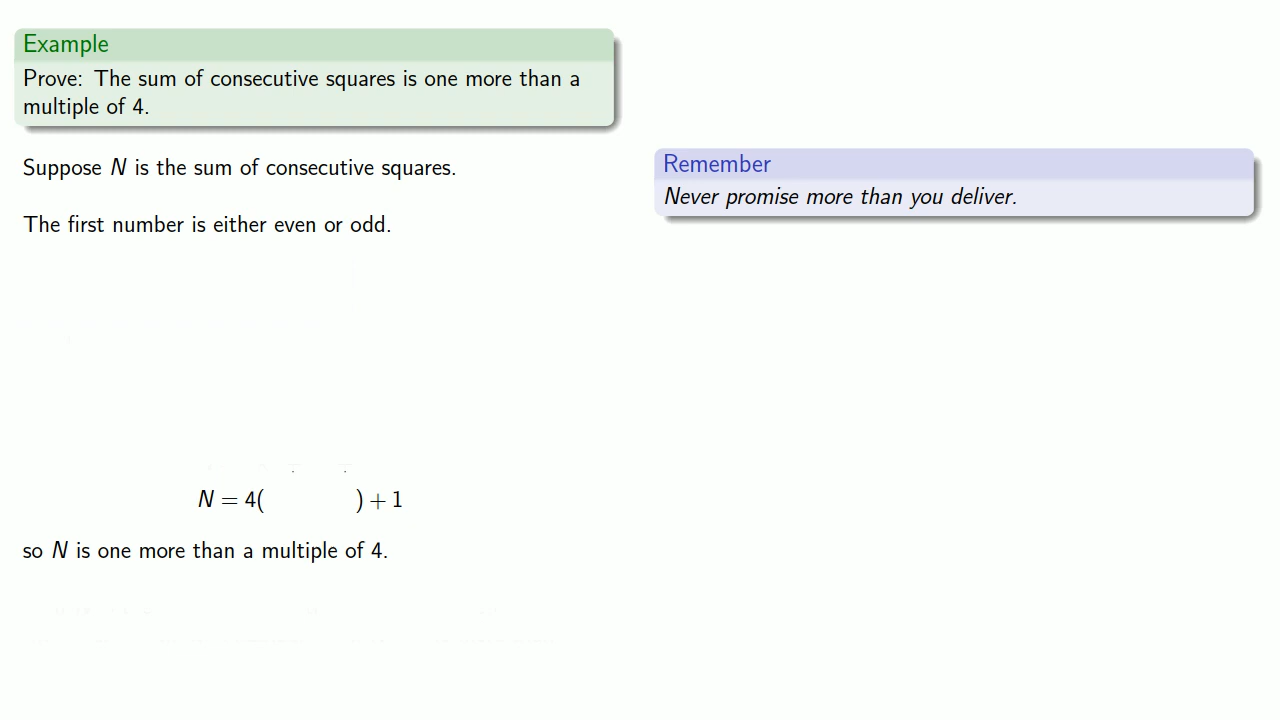 Example
Prove: The sum of consecutive squares is one more than a
multiple of 4.
Suppose N is the sum of consecutive squares.
The first number is either even or odd.
N = 4( ) + 1
so N is one more than a multiple of 4.
Remember
Never promise more than you deliver.